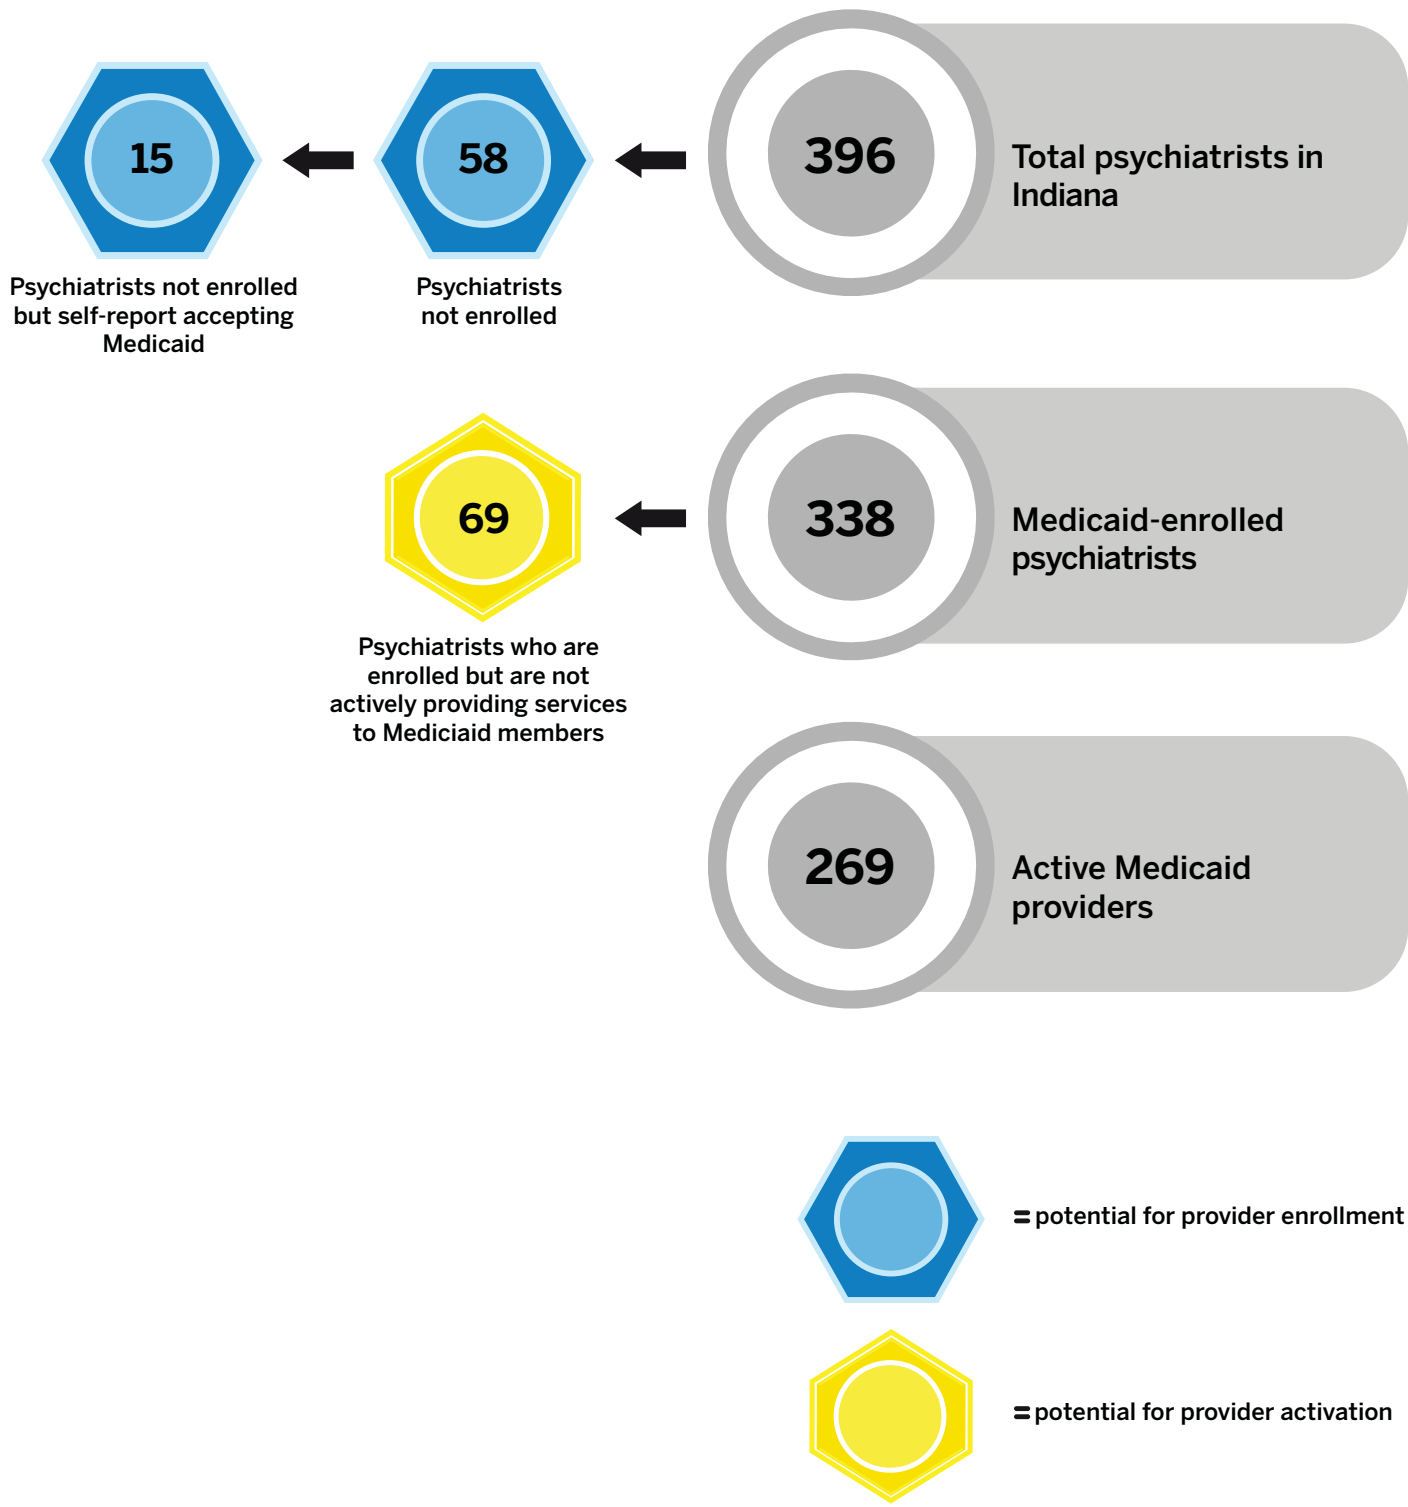 396
Total psychiatrists in
Indiana
58
Psychiatrists
not enrolled
15
Psychiatrists not enrolled
but self-report accepting
Medicaid
338
Medicaid-enrolled
psychiatrists
69
Psychiatrists who are
enrolled but are not
actively providing services
to Mediciaid members
269
Active Medicaid
providers
= potential for provider enrollment
= potential for provider activation